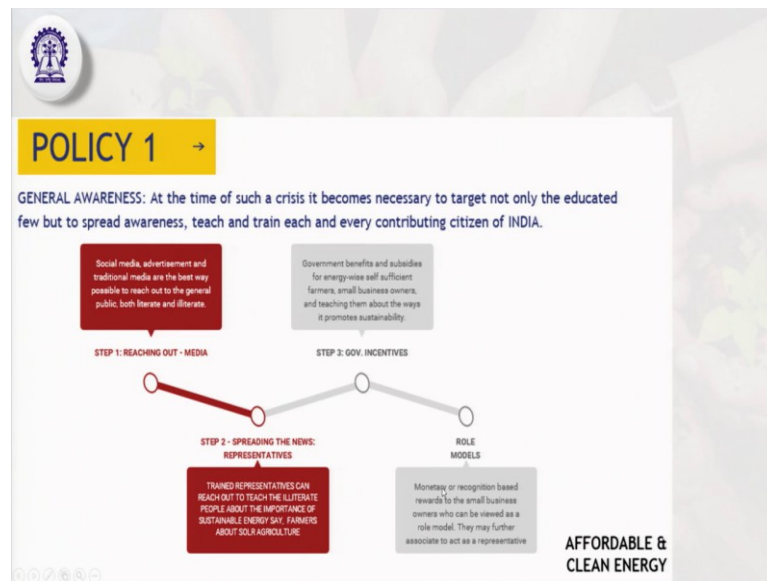 POLICY 1 →
GENERAL AWARENESS: At the time of such a crisis it becomes necessary to target not only the educated
few but to spread awareness, teach and train each and every contributing citizen of INDIA.
Social media, advertisement and
traditional media are the best way
possible to reach out to the general
public, both literate and illiterate.
STEP 1: REACHING OUT - MEDIA
STEP 2 - SPREADING THE NEWS:
REPRESENTATIVES
TRAINED REPRESENTATIVES CAN
REACH OUT TO TEACH THE ILLITERATE
PEOPLE ABOUT THE IMPORTANCE OF
SUSTAINABLE ENERGY SAY, FARMERS
ABOUT SOLR AGRICULTURE
Government benefits and subsidies
for energy-wise self sufficient
farmers, small business owners,
and teaching them about the ways
it promotes sustainability.
STEP 3: GOV. INCENTIVES
ROLE
MODELS
Monetary or recognition based
rewards to the small business
owners who can be viewed as a
role model. They may further
associate to act as a representative
AFFORDABLE &
CLEAN ENERGY